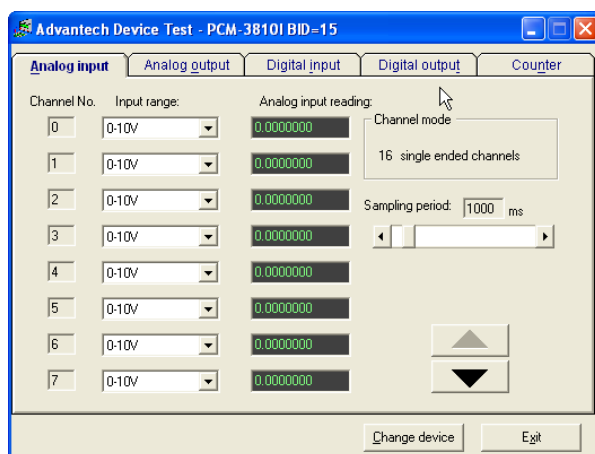 Advantech Device Test - PCM-3810I BID=15
Analog input Analog output Digital input Digital output Counter
Channel No. Input range: Analog input reading:
Channel mode
16 single ended channels
Sampling period: 1000 ms
0 0-10V 0.0000000
1 0-10V 0.0000000
2 0-10V 0.0000000
3 0-10V 0.0000000
4 0-10V 0.0000000
5 0-10V 0.0000000
6 0-10V 0.0000000
7 0-10V 0.0000000
Change device Exit